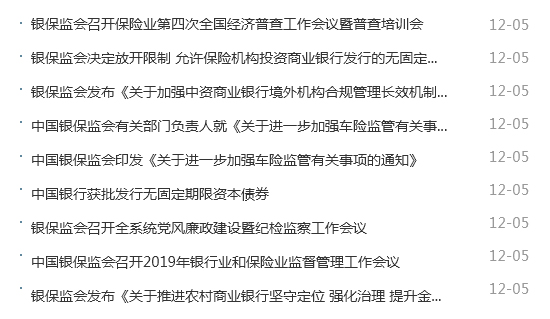 · 银保监会召开保险业第四次全国经济普查工作会议暨普查培训会 12-05
· 银保监会决定放开限制 允许保险机构投资商业银行发行的无固定... 12-05
· 银保监会发布《关于加强中资商业银行境外机构合规管理长效机制... 12-05
· 中国银保监会有关部门负责人就《关于进一步加强车险监管有关事... 12-05
· 中国银保监会印发《关于进一步加强车险监管有关事项的通知》 12-05
· 中国银行获批发行无固定期限资本债券 12-05
· 银保监会召开全系统党风廉政建设暨纪检监察工作会议 12-05
· 中国银保监会召开2019年银行业和保险业监督管理工作会议 12-05
· 银保监会发布《关于推进农村商业银行坚守定位 强化治理 提升金... 12-05